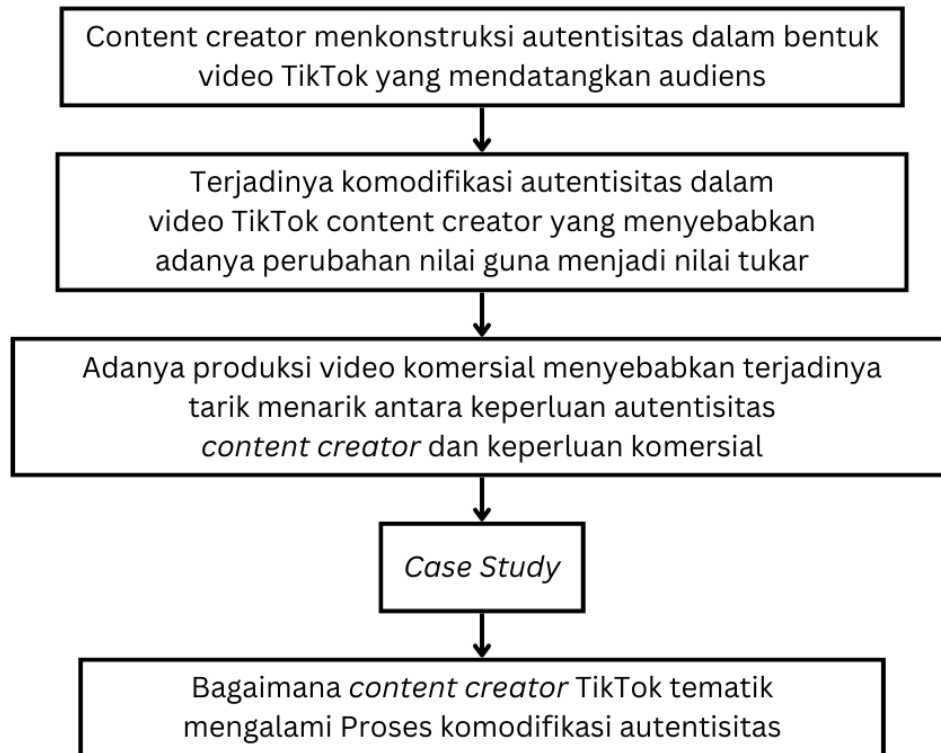 Content creator menkonstruksi autentisitas dalam bentuk
video TikTok yang mendatangkan audiens
Terjadinya komodifikasi autentisitas dalam
video TikTok content creator yang menyebabkan
adanya perubahan nilai guna menjadi nilai tukar
Adanya produksi video komersial menyebabkan terjadinya
tarik menarik antara keperluan autentisitas
content creator dan keperluan komersial
Case Study
Bagaimana content creator TikTok tematik
mengalami Proses komodifikasi autentisitas